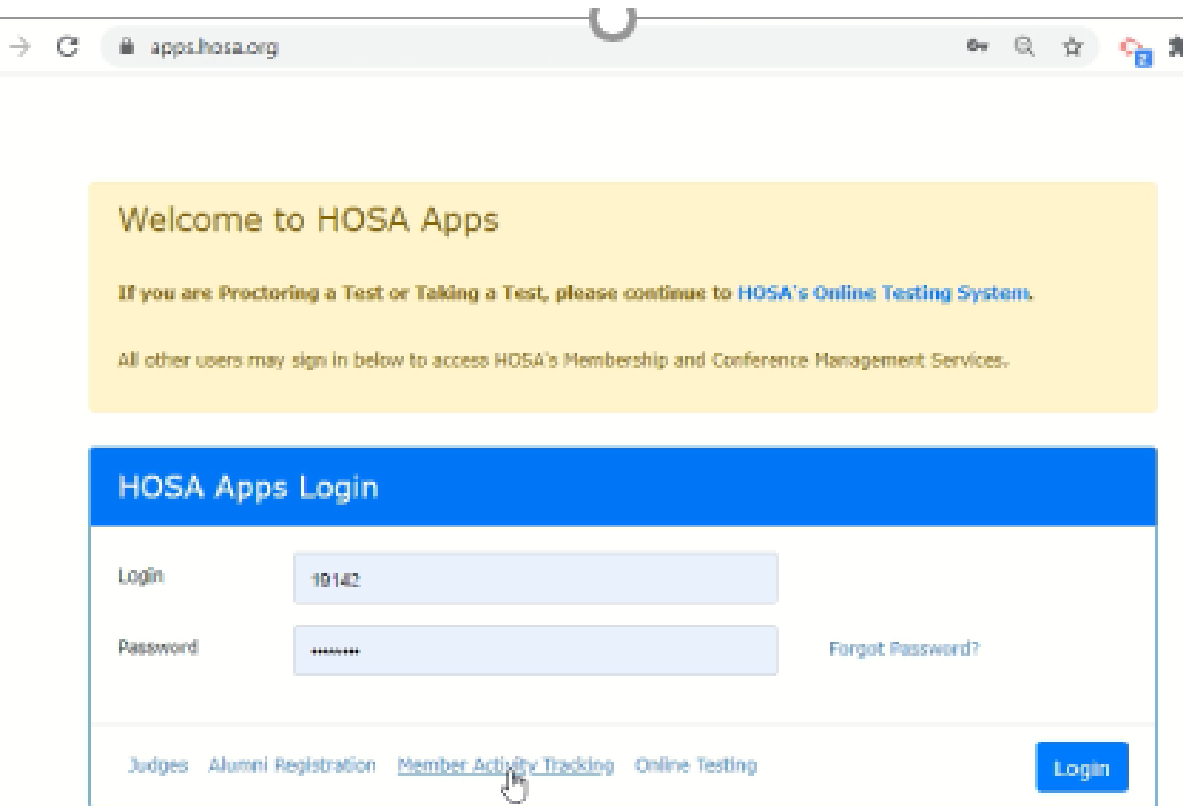 apps.hosa.org
2
Welcome to HOSA Apps
If you are Proctoring a Test or Taking a Test, please continue to HOSA's Online Testing System.
All other users may sign in below to access HOSA's Membership and Conference Management Services.
HOSA Apps Login
Login 19142
Password ••••••••• Forgot Password?
Judges Alumni Registration Member Activity Tracking Online Testing Login